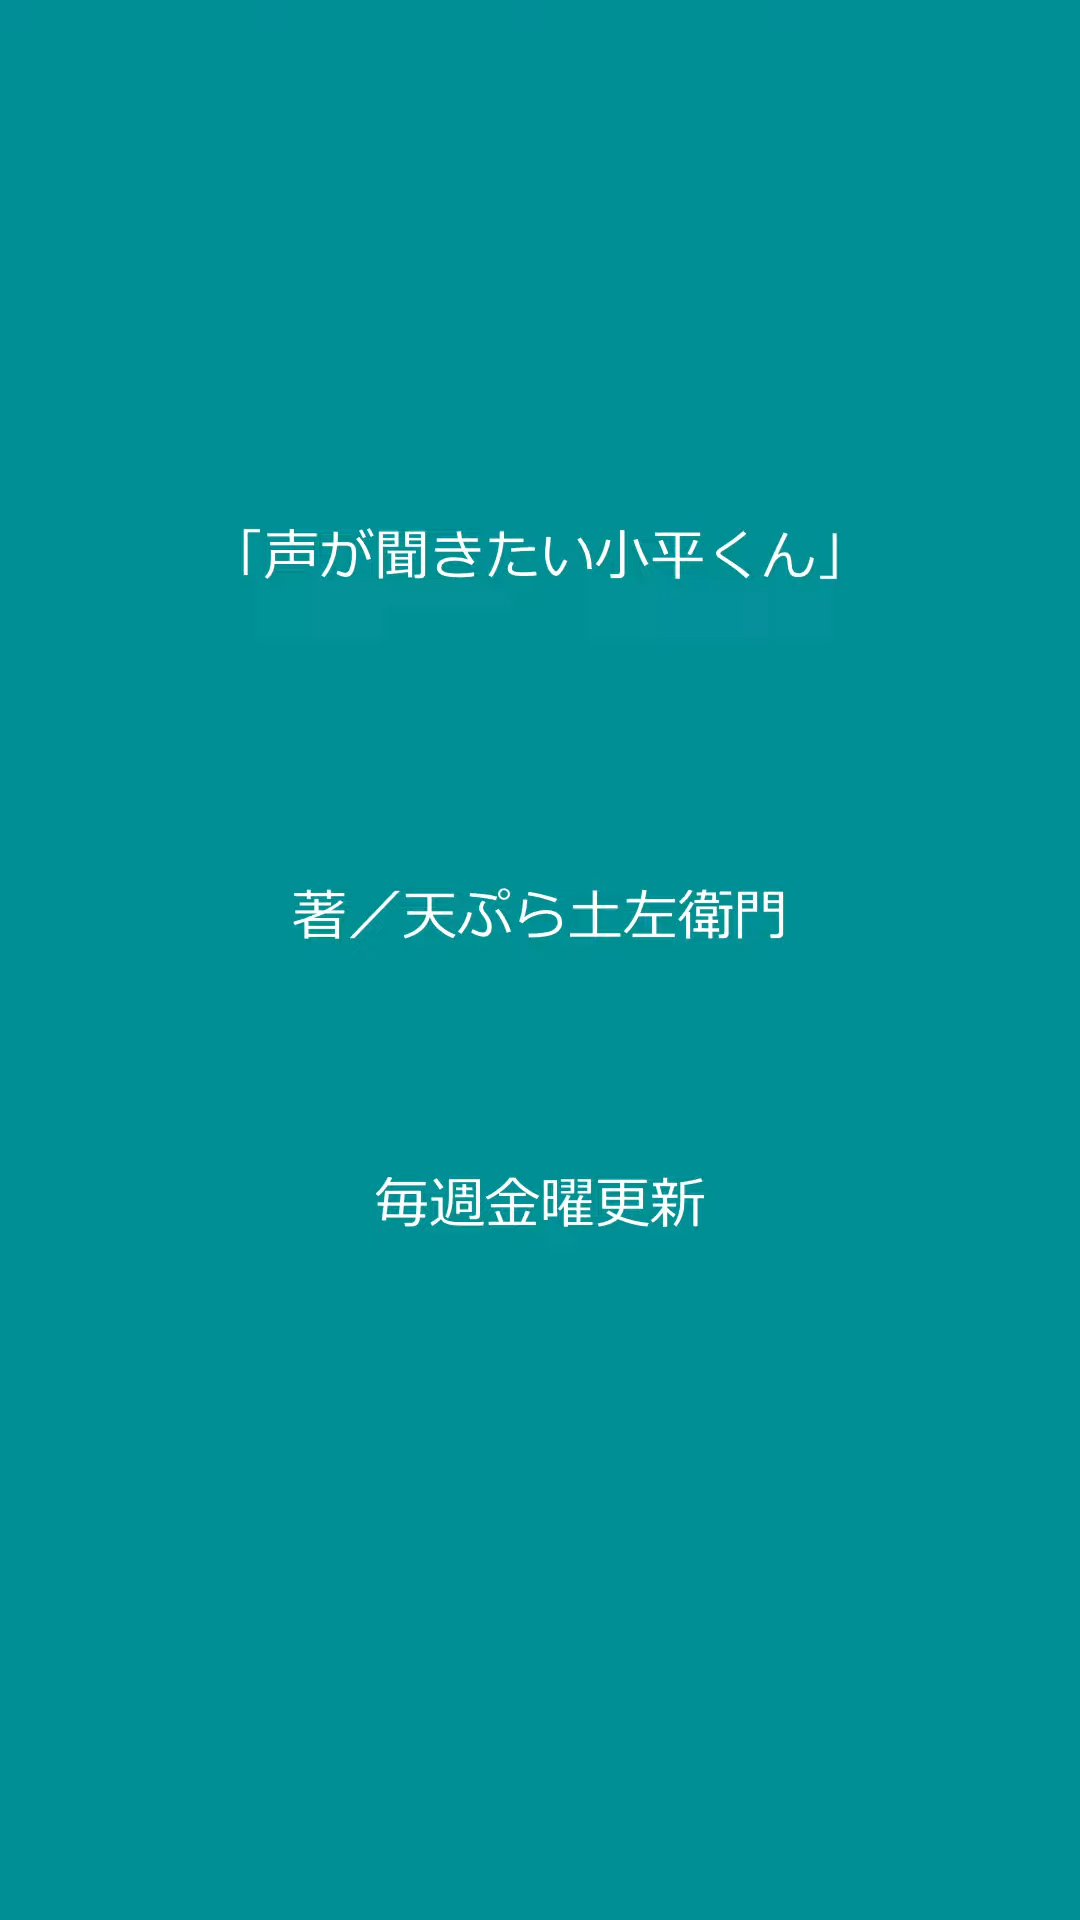 「声が聞きたい小平くん」
著／天ぷら土左衛門
毎週金曜更新